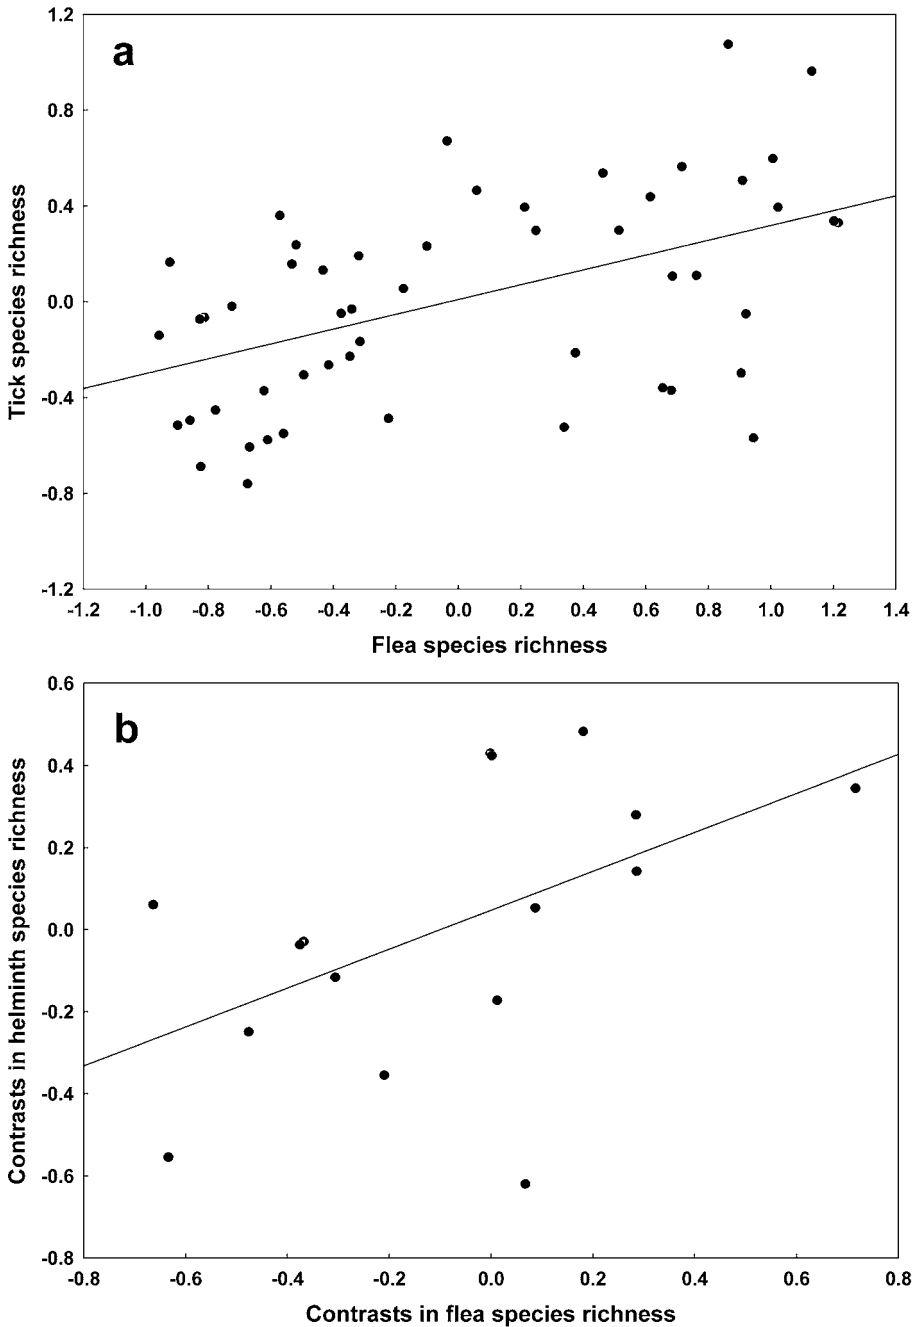 a
1.2
0.8
0.4
0.0
-0.4
-0.8
-1.2
Tick species richness
-1.2 -1.0 -0.8 -0.6 -0.4 -0.2 0.0 0.2 0.4 0.6 0.8 1.0 1.2 1.4
Flea species richness
b
0.6
0.4
0.2
0.0
-0.2
-0.4
-0.6
-0.8
Contrasts in helminth species richness
-0.8 -0.6 -0.4 -0.2 0.0 0.2 0.4 0.6 0.8
Contrasts in flea species richness